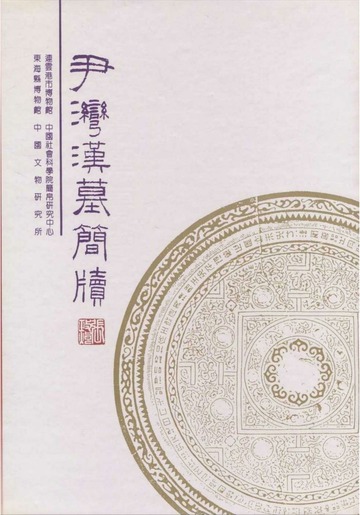 尹灣漢墓簡牘
連雲港市博物館 中國社會科學院簡帛研究中心
東海縣博物館 中國文物研究所